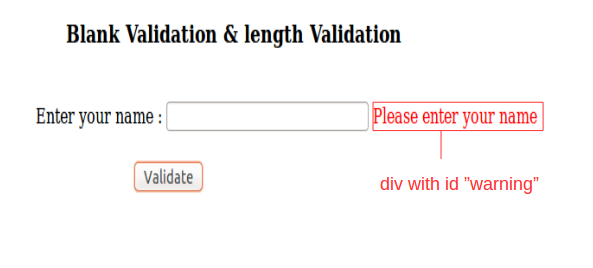 Blank Validation & length Validation
Enter your name : Please enter your name
Validate
div with id ”warning”